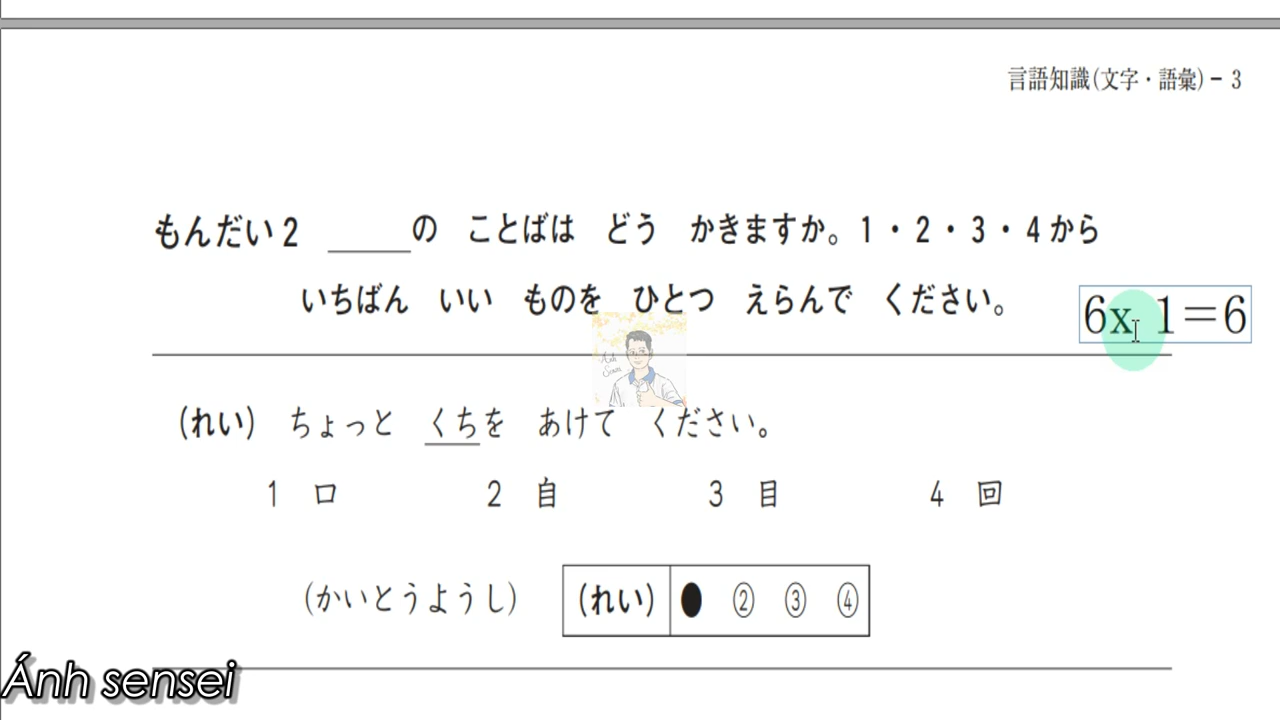 言語知識(文字・語彙)－3
もんだい2 ＿＿＿の ことばは どう かきますか。1・2・3・4から
いちばん いい ものを ひとつ えらんで ください。
6x 1=6
Ánh Sensei
(れい) ちょっと くちを あけて ください。
1 口 2 自 3 目 4 回
(かいとうようし) (れい) ● ② ③ ④
Ánh sensei